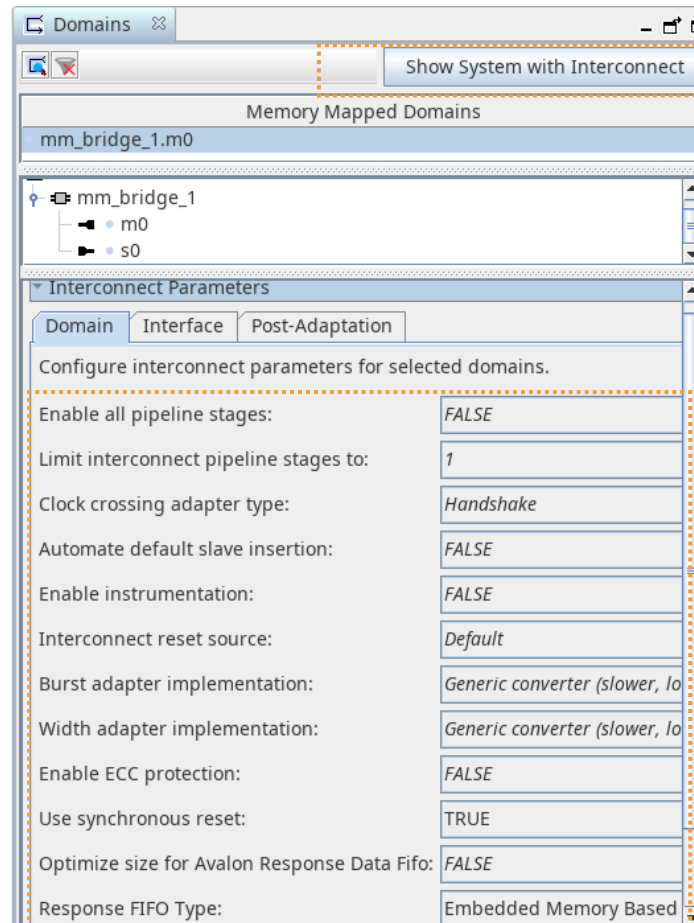 Domains
Show System with Interconnect
Memory Mapped Domains
mm_bridge_1.m0
mm_bridge_1
m0
s0
Interconnect Parameters
Domain Interface Post-Adaptation
Configure interconnect parameters for selected domains.
Enable all pipeline stages: FALSE
Limit interconnect pipeline stages to: 1
Clock crossing adapter type: Handshake
Automate default slave insertion: FALSE
Enable instrumentation: FALSE
Interconnect reset source: Default
Burst adapter implementation: Generic converter (slower, lo
Width adapter implementation: Generic converter (slower, lo
Enable ECC protection: FALSE
Use synchronous reset: TRUE
Optimize size for Avalon Response Data Fifo: FALSE
Response FIFO Type: Embedded Memory Based